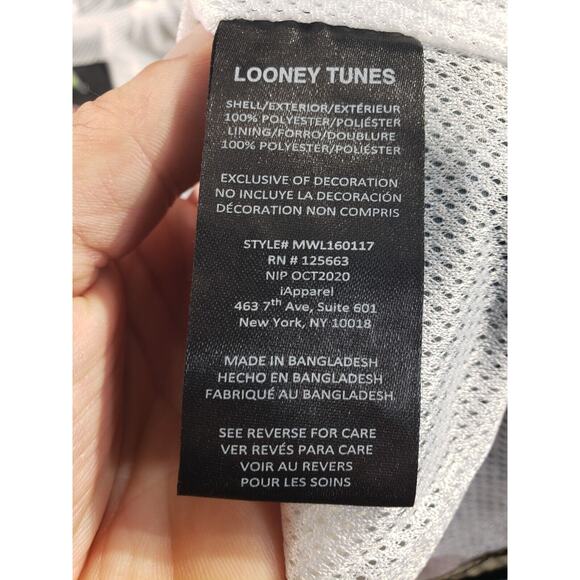 LOONEY TUNES
SHELL/EXTERIOR/EXTÉRIEUR
100% POLYESTER/POLIÉSTER
LINING/FORRO/DOUBLURE
100% POLYESTER/POLIÉSTER
EXCLUSIVE OF DECORATION
NO INCLUYE LA DECORACIÓN
DÉCORATION NON COMPRIS
STYLE# MWL160117
RN # 125663
NIP OCT2020
iApparel
463 7th Ave, Suite 601
New York, NY 10018
MADE IN BANGLADESH
HECHO EN BANGLADESH
FABRIQUÉ AU BANGLADESH
SEE REVERSE FOR CARE
VER REVÉS PARA CARE
VOIR AU REVERS
POUR LES SOINS